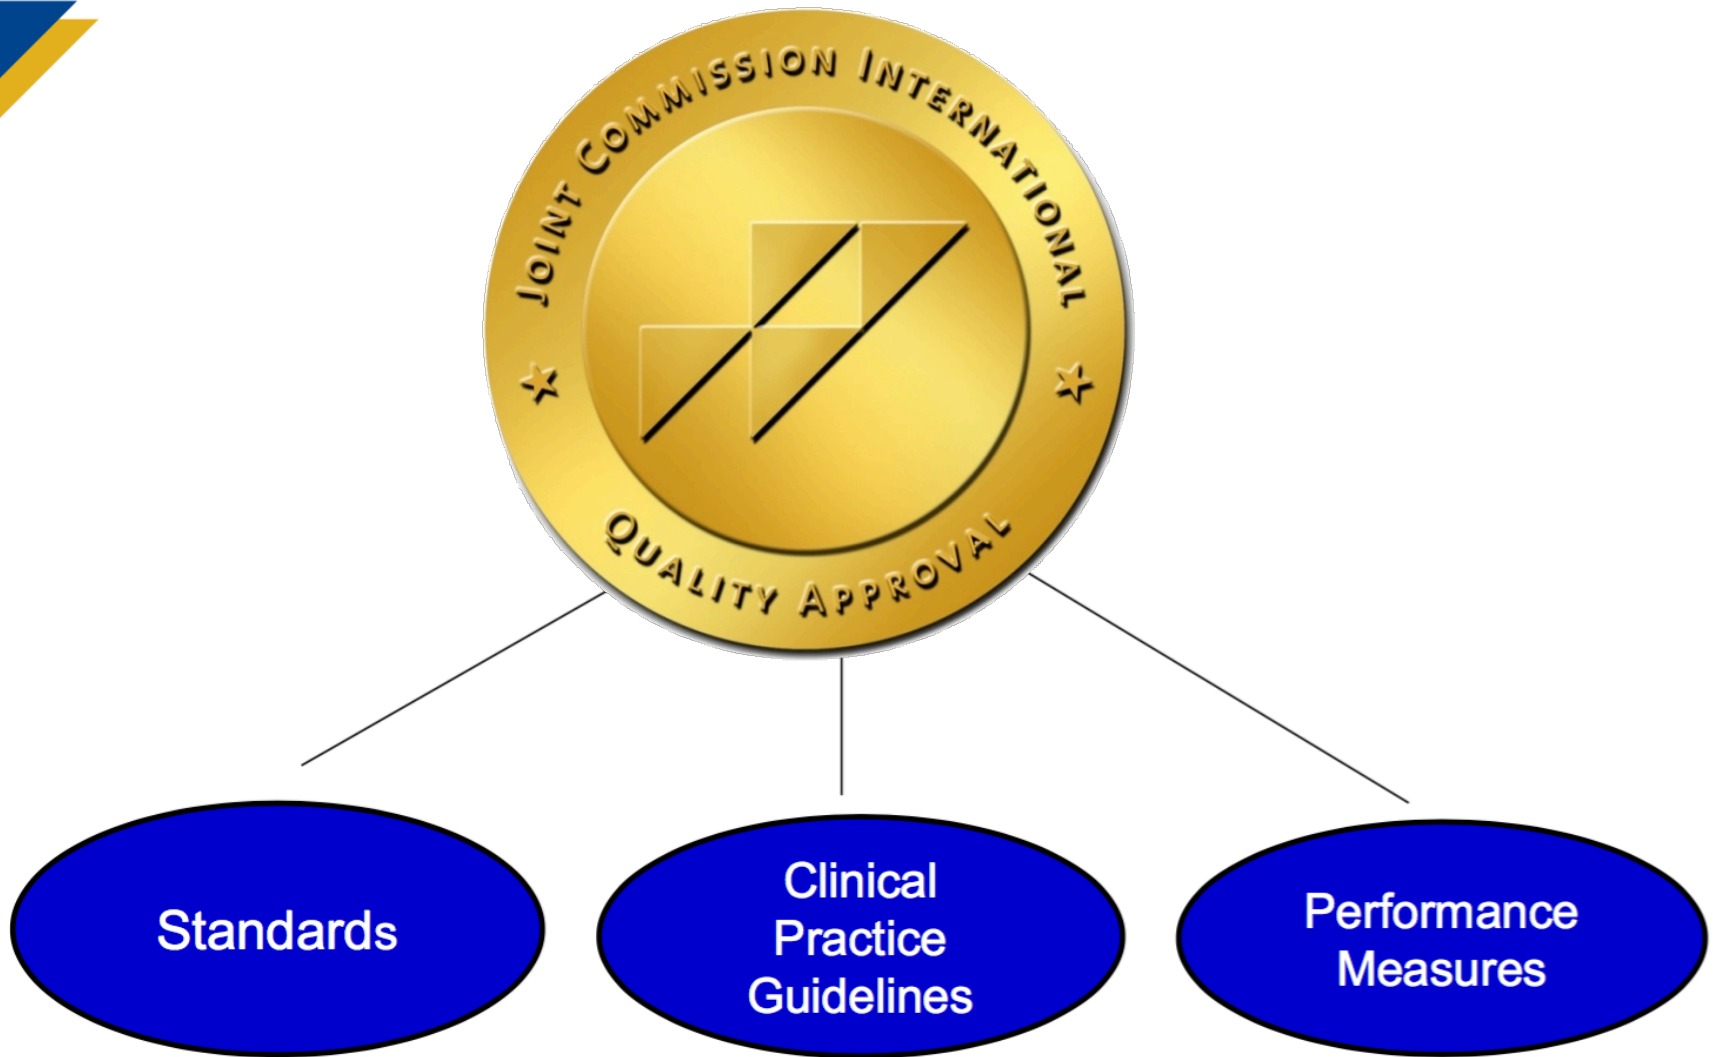 JOINT COMMISSION INTERNATIONAL
QUALITY APPROVAL
Standards
Clinical
Practice
Guidelines
Performance
Measures